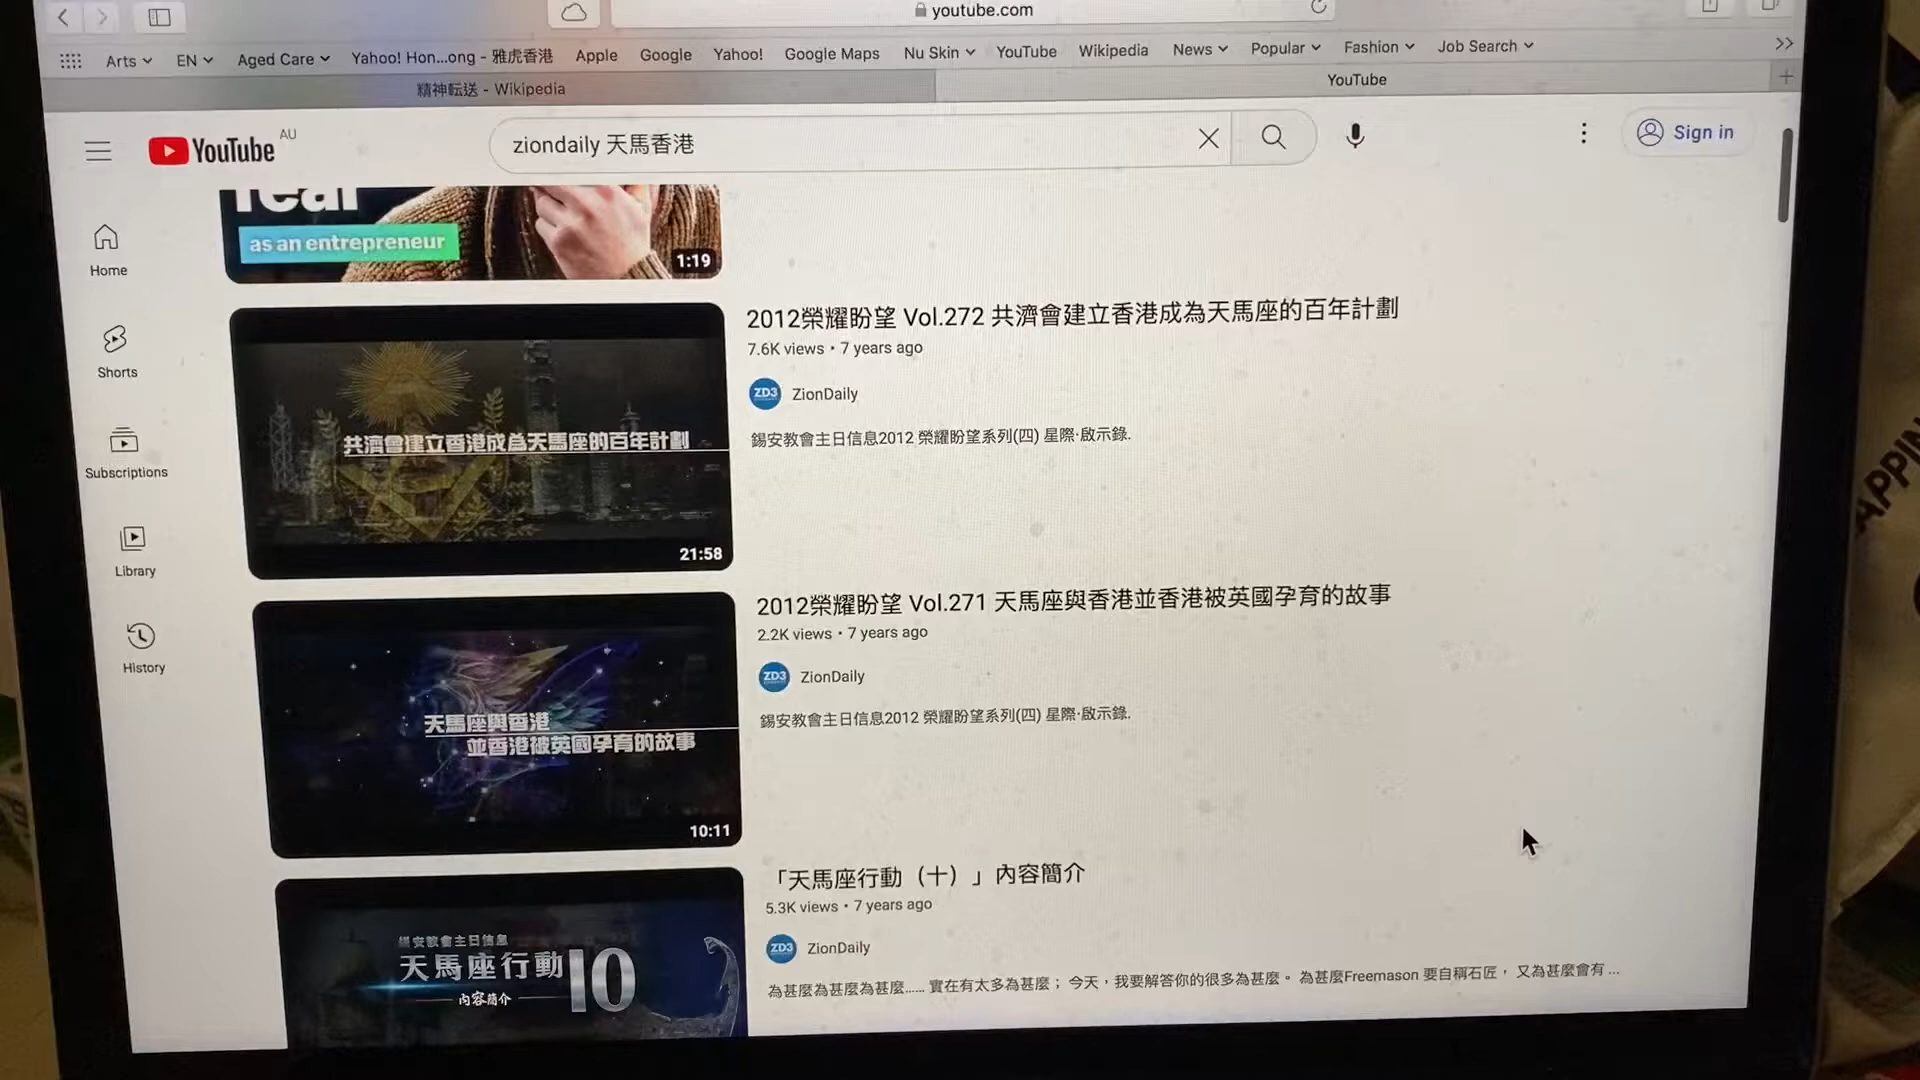 youtube.com
Arts
EN
Aged Care
Yahoo! Hon...ong - 雅虎香港
Apple
Google
Yahoo!
Google Maps
Nu Skin
YouTube
Wikipedia
News
Popular
Fashion
Job Search
精神転送 - Wikipedia
YouTube
YouTube AU
ziondaily 天馬香港
Sign in
Home
Shorts
Subscriptions
Library
History
as an entrepreneur
1:19
共濟會建立香港成為天馬座的百年計劃
21:58
2012榮耀盼望 Vol.272 共濟會建立香港成為天馬座的百年計劃
7.6K views • 7 years ago
ZD3 ZionDaily
錫安教會主日信息2012 榮耀盼望系列(四) 星際·啟示錄.
天馬座與香港
並香港被英國孕育的故事
10:11
2012榮耀盼望 Vol.271 天馬座與香港並香港被英國孕育的故事
2.2K views • 7 years ago
ZD3 ZionDaily
錫安教會主日信息2012 榮耀盼望系列(四) 星際·啟示錄.
錫安教會主日信息
天馬座行動10
內容簡介
「天馬座行動（十）」內容簡介
5.3K views • 7 years ago
ZD3 ZionDaily
為甚麼為甚麼為甚麼...... 實在有太多為甚麼； 今天，我要解答你的很多為甚麼。 為甚麼Freemason 要自稱石匠， 又為甚麼會有 ...